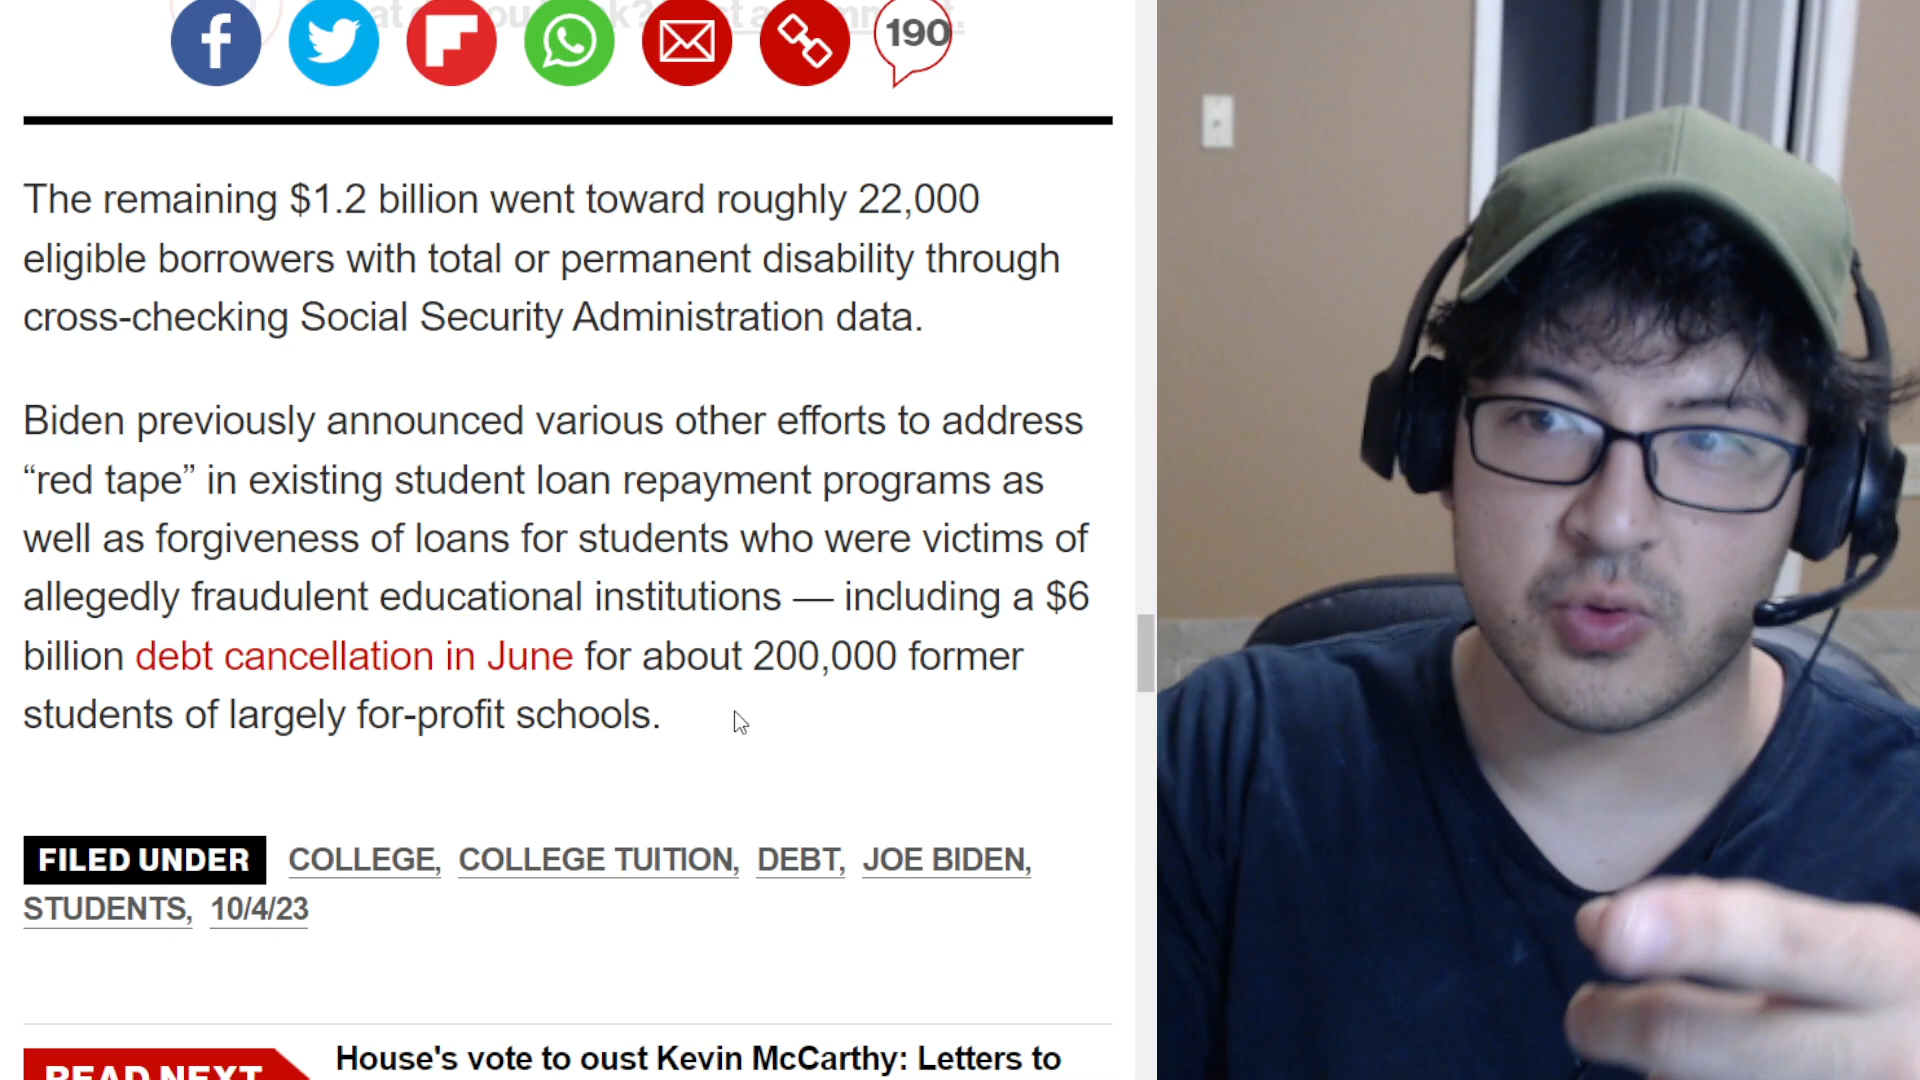 190
The remaining $1.2 billion went toward roughly 22,000
eligible borrowers with total or permanent disability through
cross-checking Social Security Administration data.
Biden previously announced various other efforts to address
“red tape” in existing student loan repayment programs as
well as forgiveness of loans for students who were victims of
allegedly fraudulent educational institutions — including a $6
billion debt cancellation in June for about 200,000 former
students of largely for-profit schools.
FILED UNDER COLLEGE, COLLEGE TUITION, DEBT, JOE BIDEN,
STUDENTS, 10/4/23
READ NEXT House's vote to oust Kevin McCarthy: Letters to